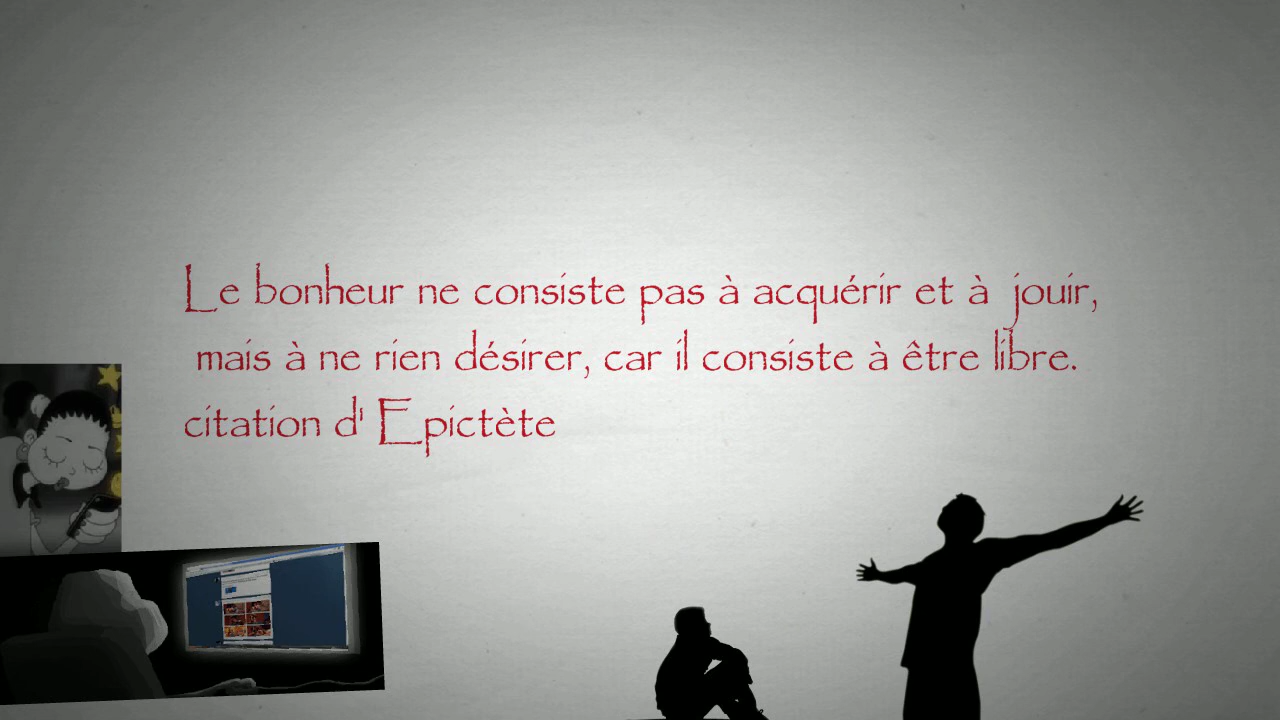 Le bonheur ne consiste pas à acquérir et à jouir,
mais à ne rien désirer, car il consiste à être libre.
citation d' Epictète